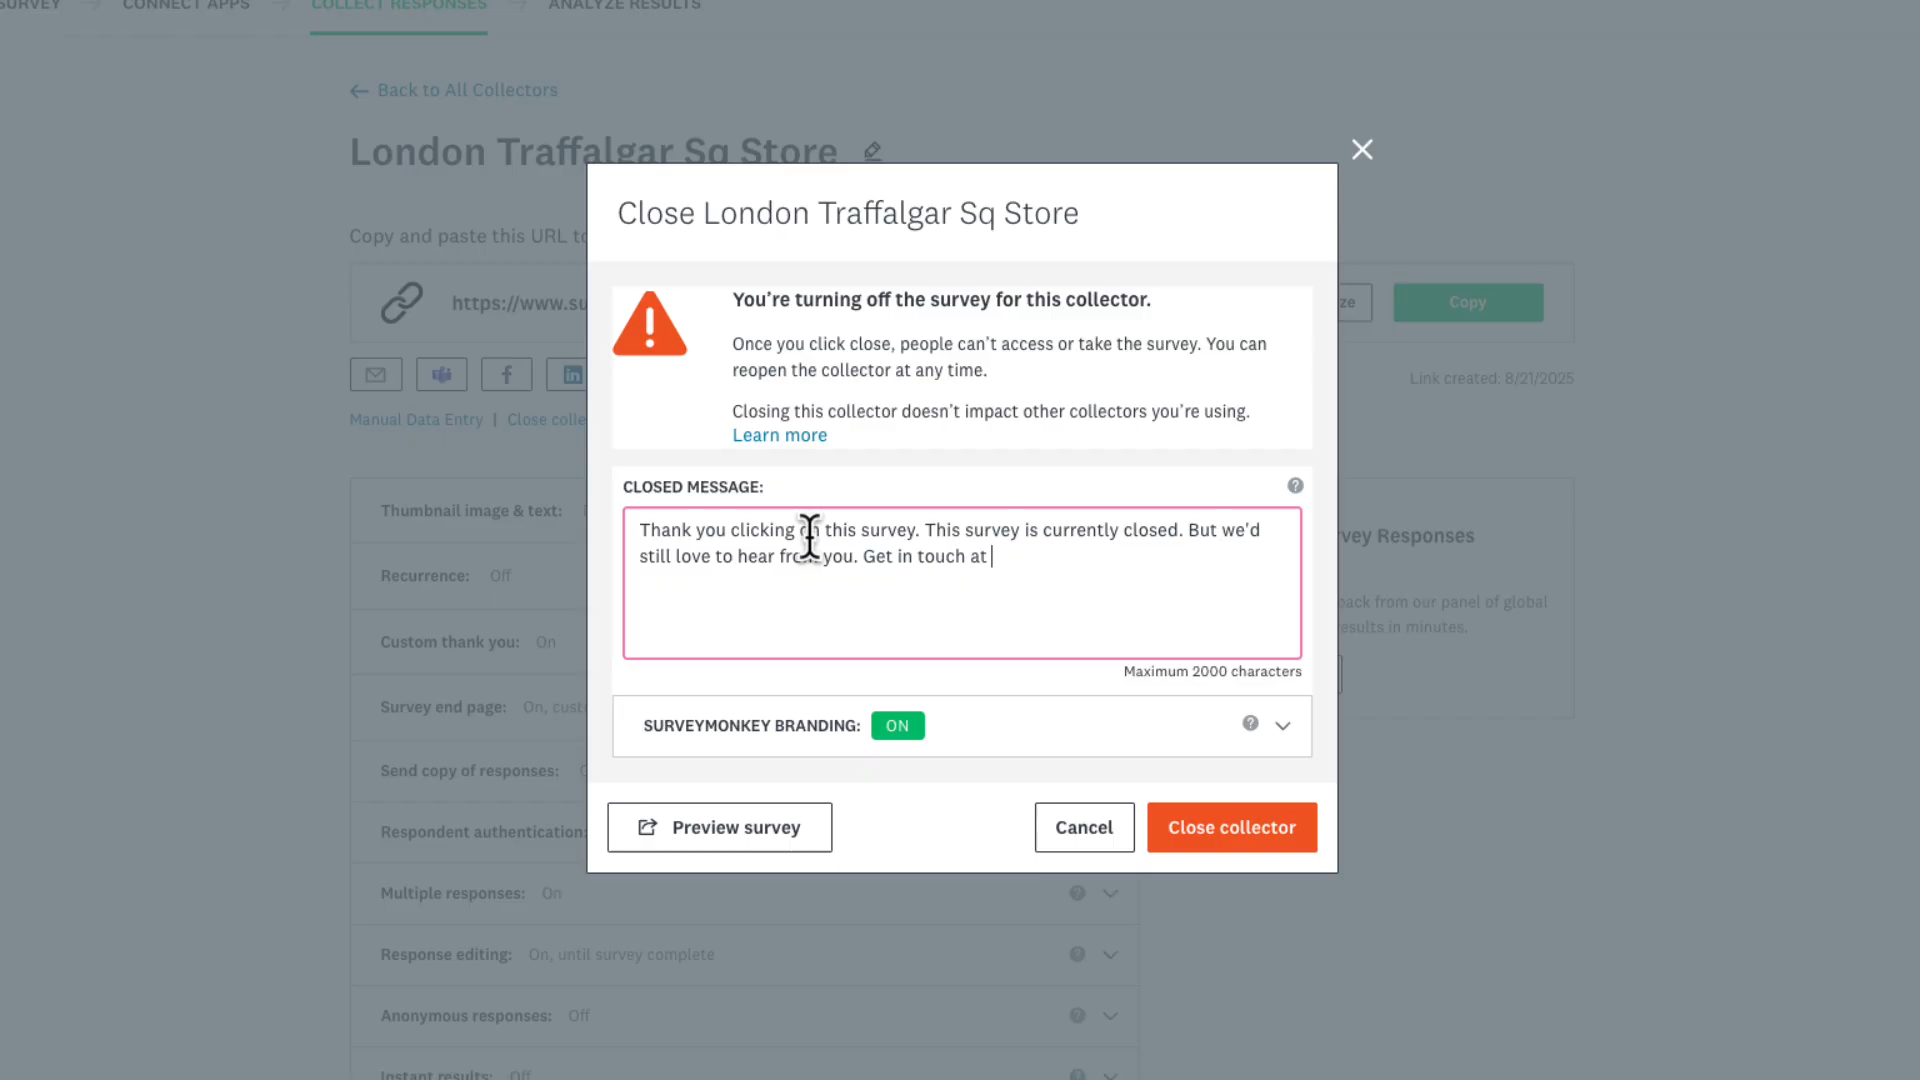 CONNECT APPS
COLLECT RESPONSES
ANALYZE RESULTS
Back to All Collectors
London Traffalgar Sq Store
Copy and paste this URL
https://www.su
Copy
Link created: 8/21/2025
Manual Data Entry | Close colle
Thumbnail image & text:
Recurrence: Off
Custom thank you: On
Survey end page: On, cust
Send copy of responses:
Respondent authentication:
Multiple responses: On
Response editing: On, until survey complete
Anonymous responses: Off
Instant results: Off
vey Responses
back from our panel of global
esults in minutes.
Close London Traffalgar Sq Store
You're turning off the survey for this collector.
Once you click close, people can't access or take the survey. You can
reopen the collector at any time.
Closing this collector doesn't impact other collectors you're using.
Learn more
CLOSED MESSAGE:
Thank you clicking on this survey. This survey is currently closed. But we'd
still love to hear from you. Get in touch at
Maximum 2000 characters
SURVEYMONKEY BRANDING: ON
Preview survey
Cancel
Close collector